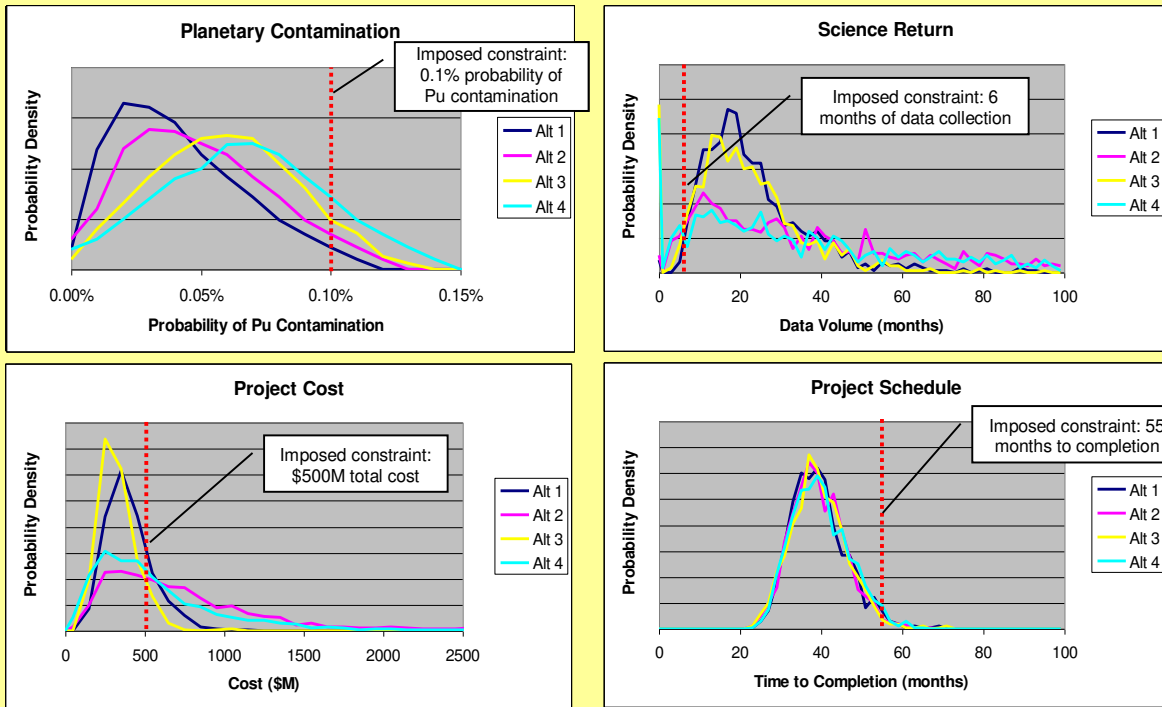 Planetary Contamination
Imposed constraint:
0.1% probability of
Pu contamination
Probability Density
Alt 1
Alt 2
Alt 3
Alt 4
0.00%
0.05%
0.10%
0.15%
Probability of Pu Contamination
Science Return
Imposed constraint: 6
months of data collection
Probability Density
Alt 1
Alt 2
Alt 3
Alt 4
0
20
40
60
80
100
Data Volume (months)
Project Cost
Imposed constraint:
$500M total cost
Probability Density
Alt 1
Alt 2
Alt 3
Alt 4
0
500
1000
1500
2000
2500
Cost ($M)
Project Schedule
Imposed constraint: 55
months to completion
Probability Density
Alt 1
Alt 2
Alt 3
Alt 4
0
20
40
60
80
100
Time to Completion (months)